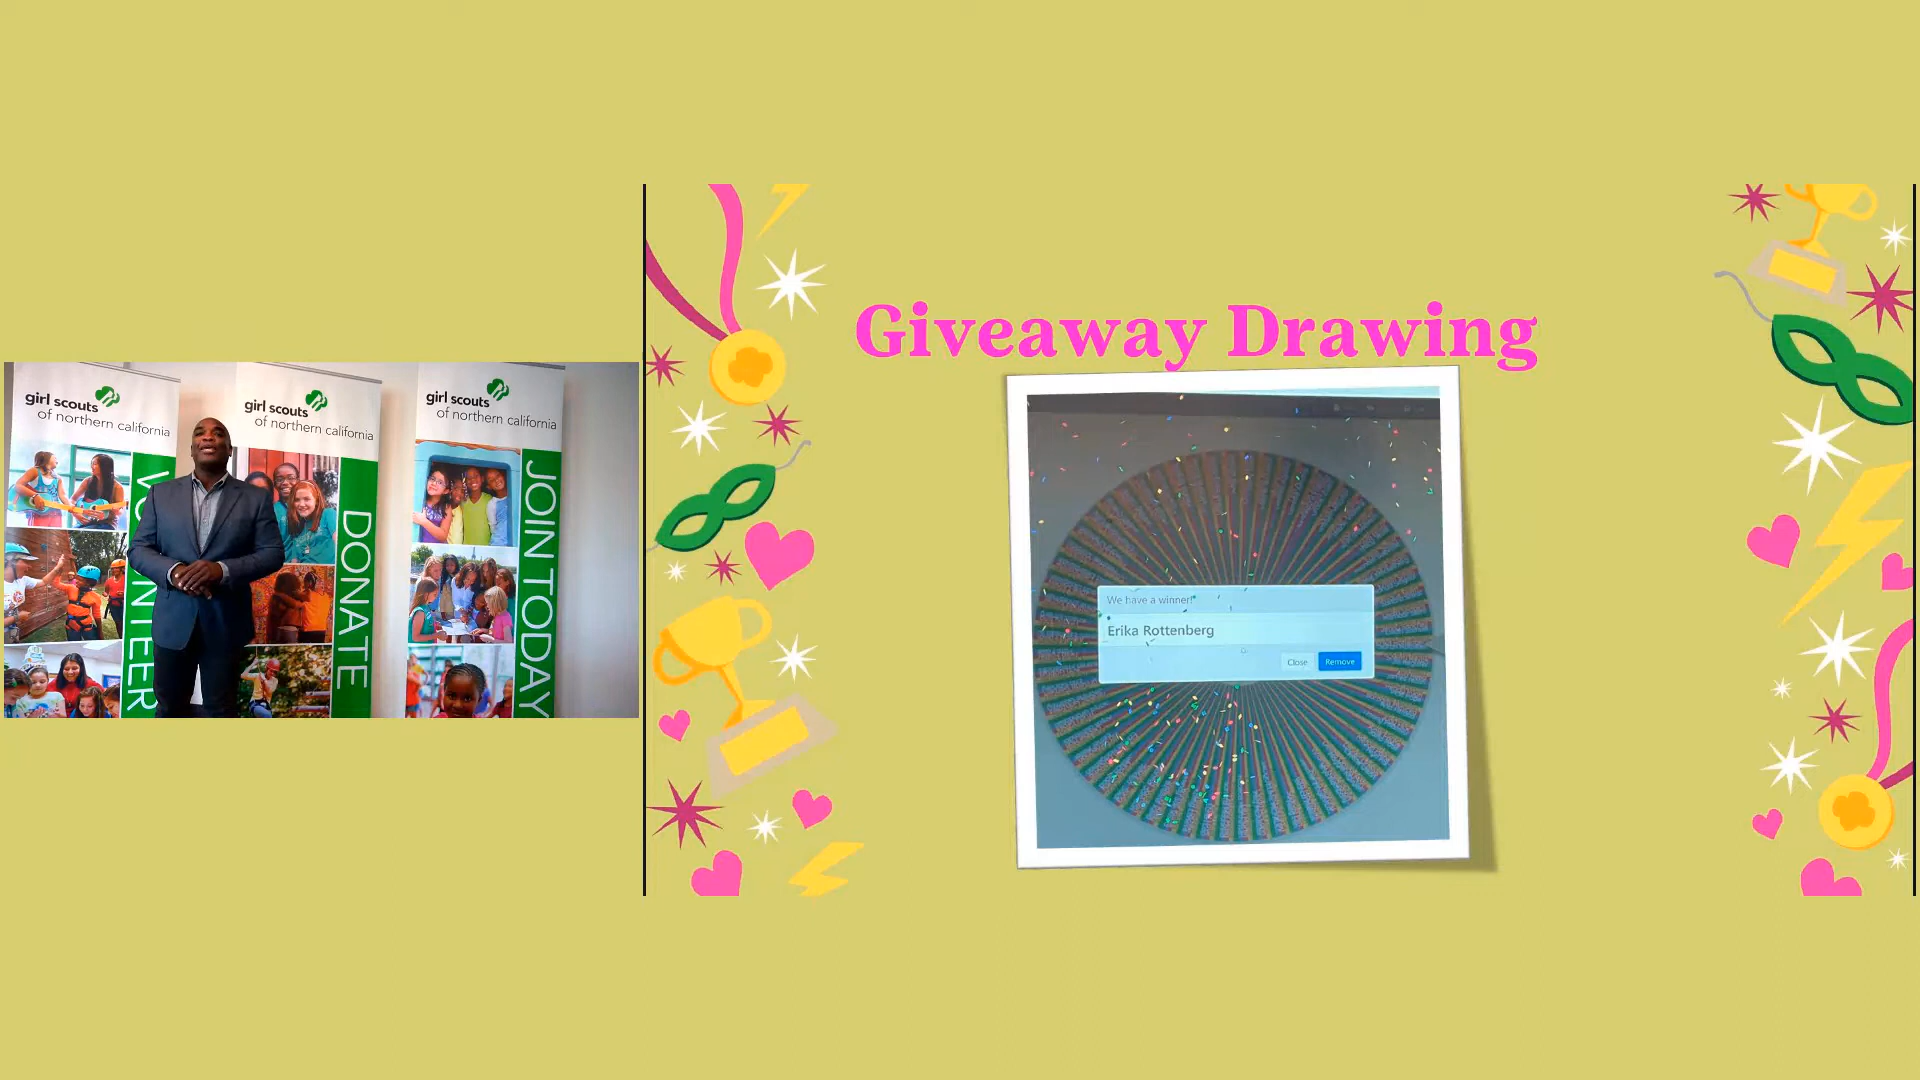 girl scouts
of northern california
VOLUNTEER
girl scouts
of northern california
DONATE
girl scouts
of northern california
JOIN TODAY
Giveaway Drawing
We have a winner!
Erika Rottenberg
Close
Remove